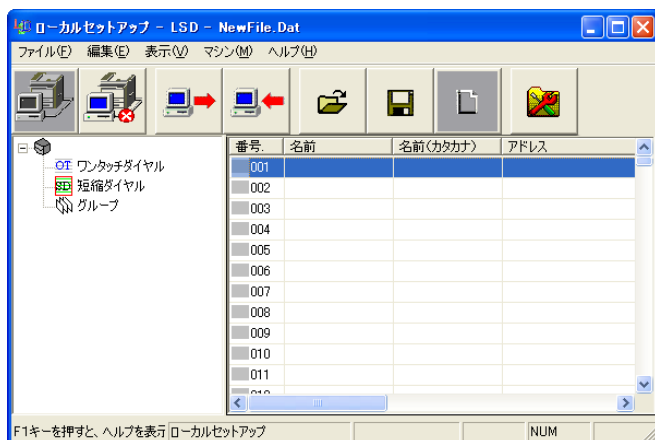 ローカルセットアップ - LSD - NewFile.Dat
ファイル(F) 編集(E) 表示(V) マシン(M) ヘルプ(H)
OT ワンタッチダイヤル
SD 短縮ダイヤル
グループ
番号. 名前 名前(カタカナ) アドレス
001
002
003
004
005
006
007
008
009
010
011
F1キーを押すと、ヘルプを表示 ローカルセットアップ NUM